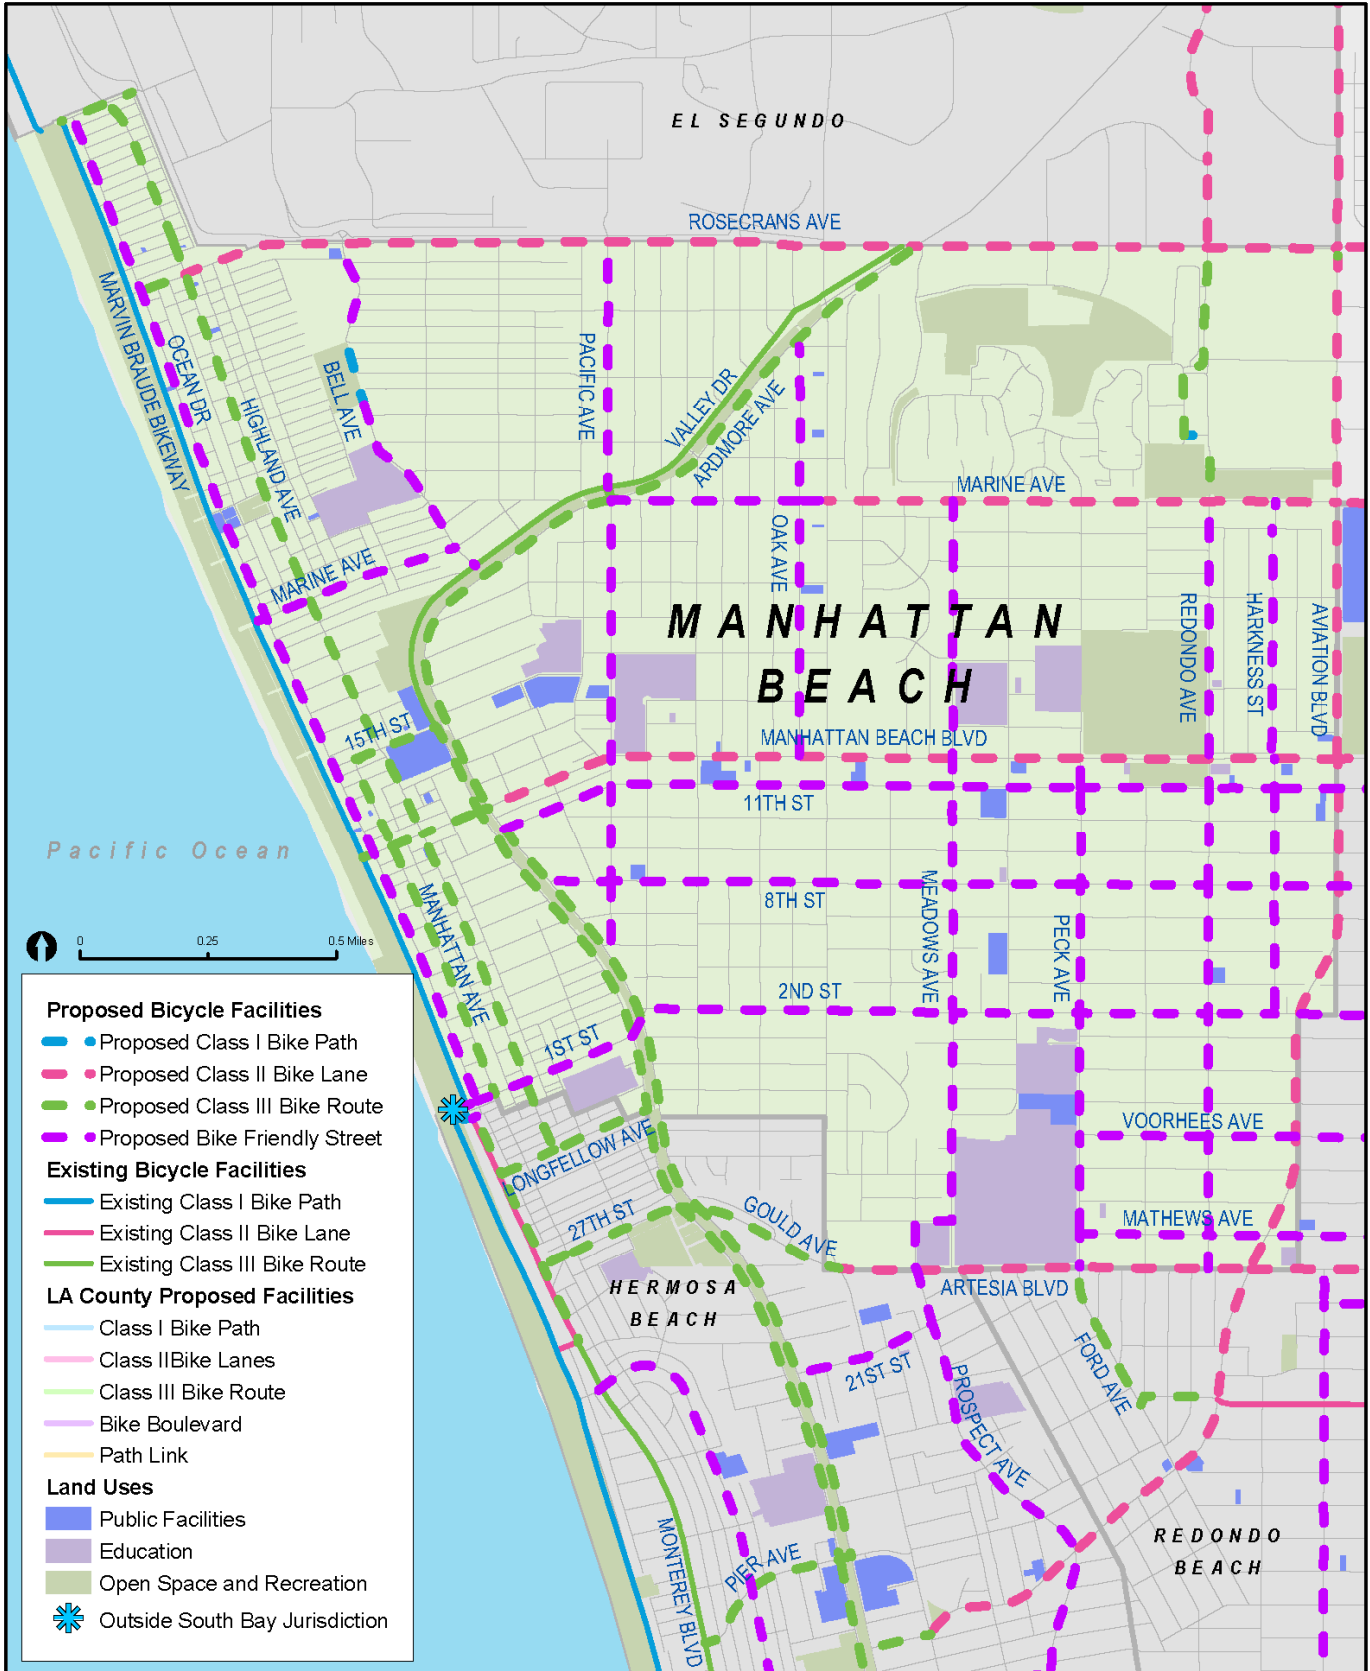 EL SEGUNDO
ROSECRANS AVE
MARVIN BRAUDE BIKEWAY
OCEAN DR
HIGHLAND AVE
BELL AVE
PACIFIC AVE
VALLEY DR
ARDMORE AVE
MARINE AVE
OAK AVE
MARINE AVE
MANHATTAN
BEACH
REDONDO AVE
HARKNESS ST
AVIATION BLVD
15TH ST
MANHATTAN BEACH BLVD
11TH ST
Pacific Ocean
MANHATTAN AVE
8TH ST
MEADOWS AVE
PECK AVE
0 0.25 0.5 Miles
2ND ST
1ST ST
VOORHEES AVE
LONGFELLOW AVE
27TH ST
GOULD AVE
MATHEWS AVE
HERMOSA
BEACH
ARTESIA BLVD
21ST ST
PROSPECT AVE
FORD AVE
MONTEREY BLVD
PIER AVE
REDONDO
BEACH
Proposed Bicycle Facilities
Proposed Class I Bike Path
Proposed Class II Bike Lane
Proposed Class III Bike Route
Proposed Bike Friendly Street
Existing Bicycle Facilities
Existing Class I Bike Path
Existing Class II Bike Lane
Existing Class III Bike Route
LA County Proposed Facilities
Class I Bike Path
Class IIBike Lanes
Class III Bike Route
Bike Boulevard
Path Link
Land Uses
Public Facilities
Education
Open Space and Recreation
Outside South Bay Jurisdiction